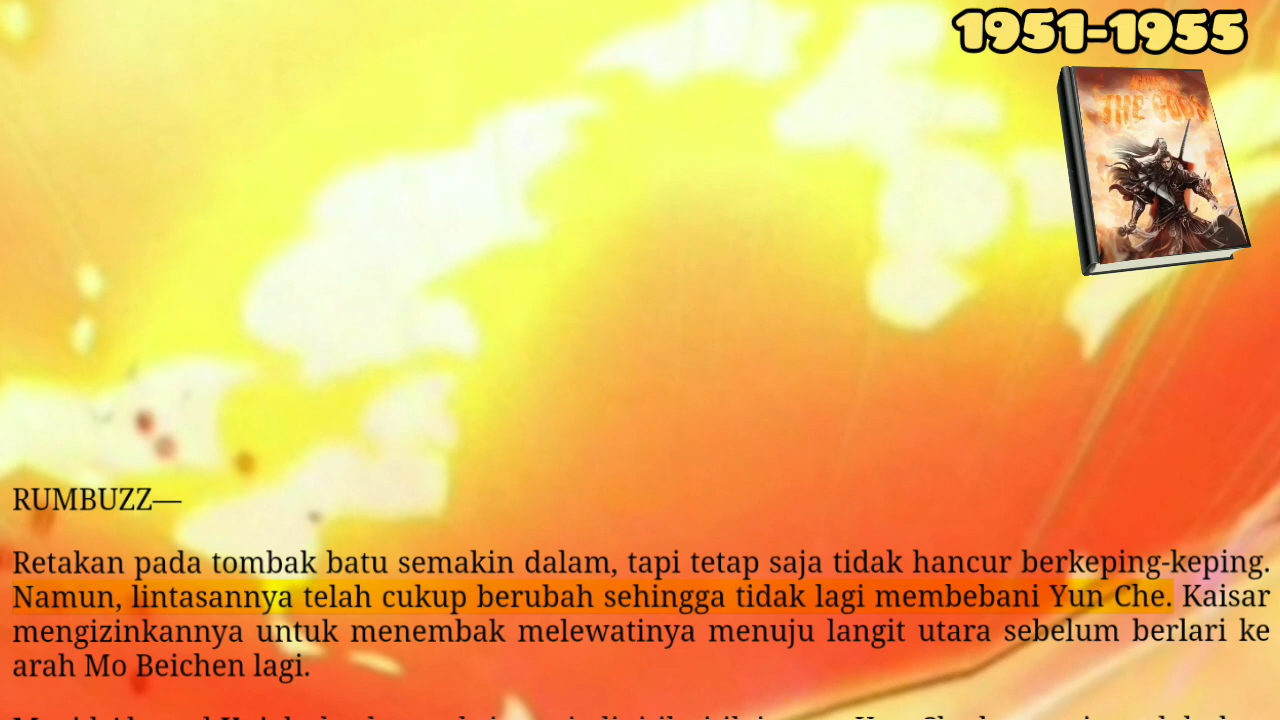 1951-1955
THE GODS
RUMBUZZ—
Retakan pada tombak batu semakin dalam, tapi tetap saja tidak hancur berkeping-keping.
Namun, lintasannya telah cukup berubah sehingga tidak lagi membebani Yun Che. Kaisar
mengizinkannya untuk menembak melewatinya menuju langit utara sebelum berlari ke
arah Mo Beichen lagi.